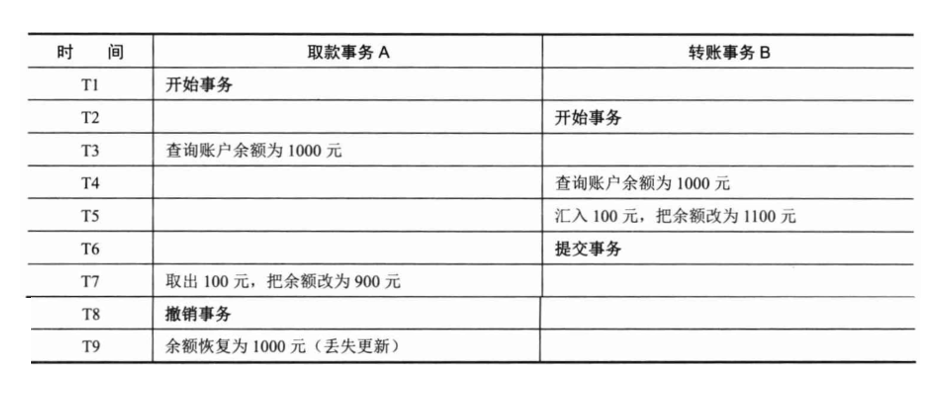 时 间 取款事务 A 转账事务 B
T1 开始事务
T2 开始事务
T3 查询账户余额为 1000 元
T4 查询账户余额为 1000 元
T5 汇入 100 元，把余额改为 1100 元
T6 提交事务
T7 取出 100 元，把余额改为 900 元
T8 撤销事务
T9 余额恢复为 1000 元（丢失更新）